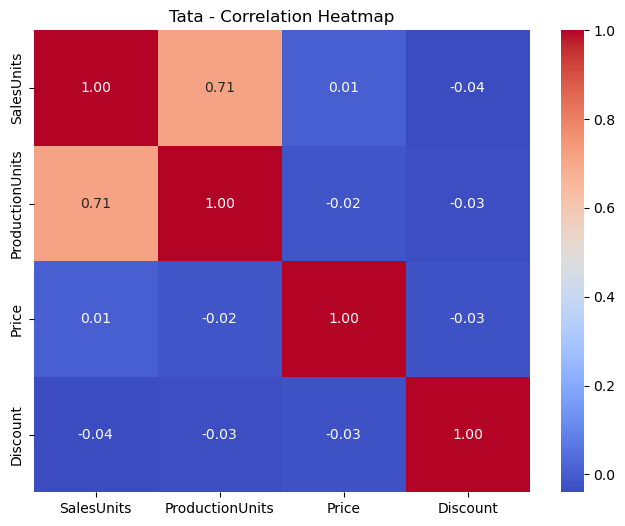 Tata - Correlation Heatmap
SalesUnits 1.00 0.71 0.01 -0.04
ProductionUnits 0.71 1.00 -0.02 -0.03
Price 0.01 -0.02 1.00 -0.03
Discount -0.04 -0.03 -0.03 1.00
SalesUnits ProductionUnits Price Discount
1.0
0.8
0.6
0.4
0.2
0.0